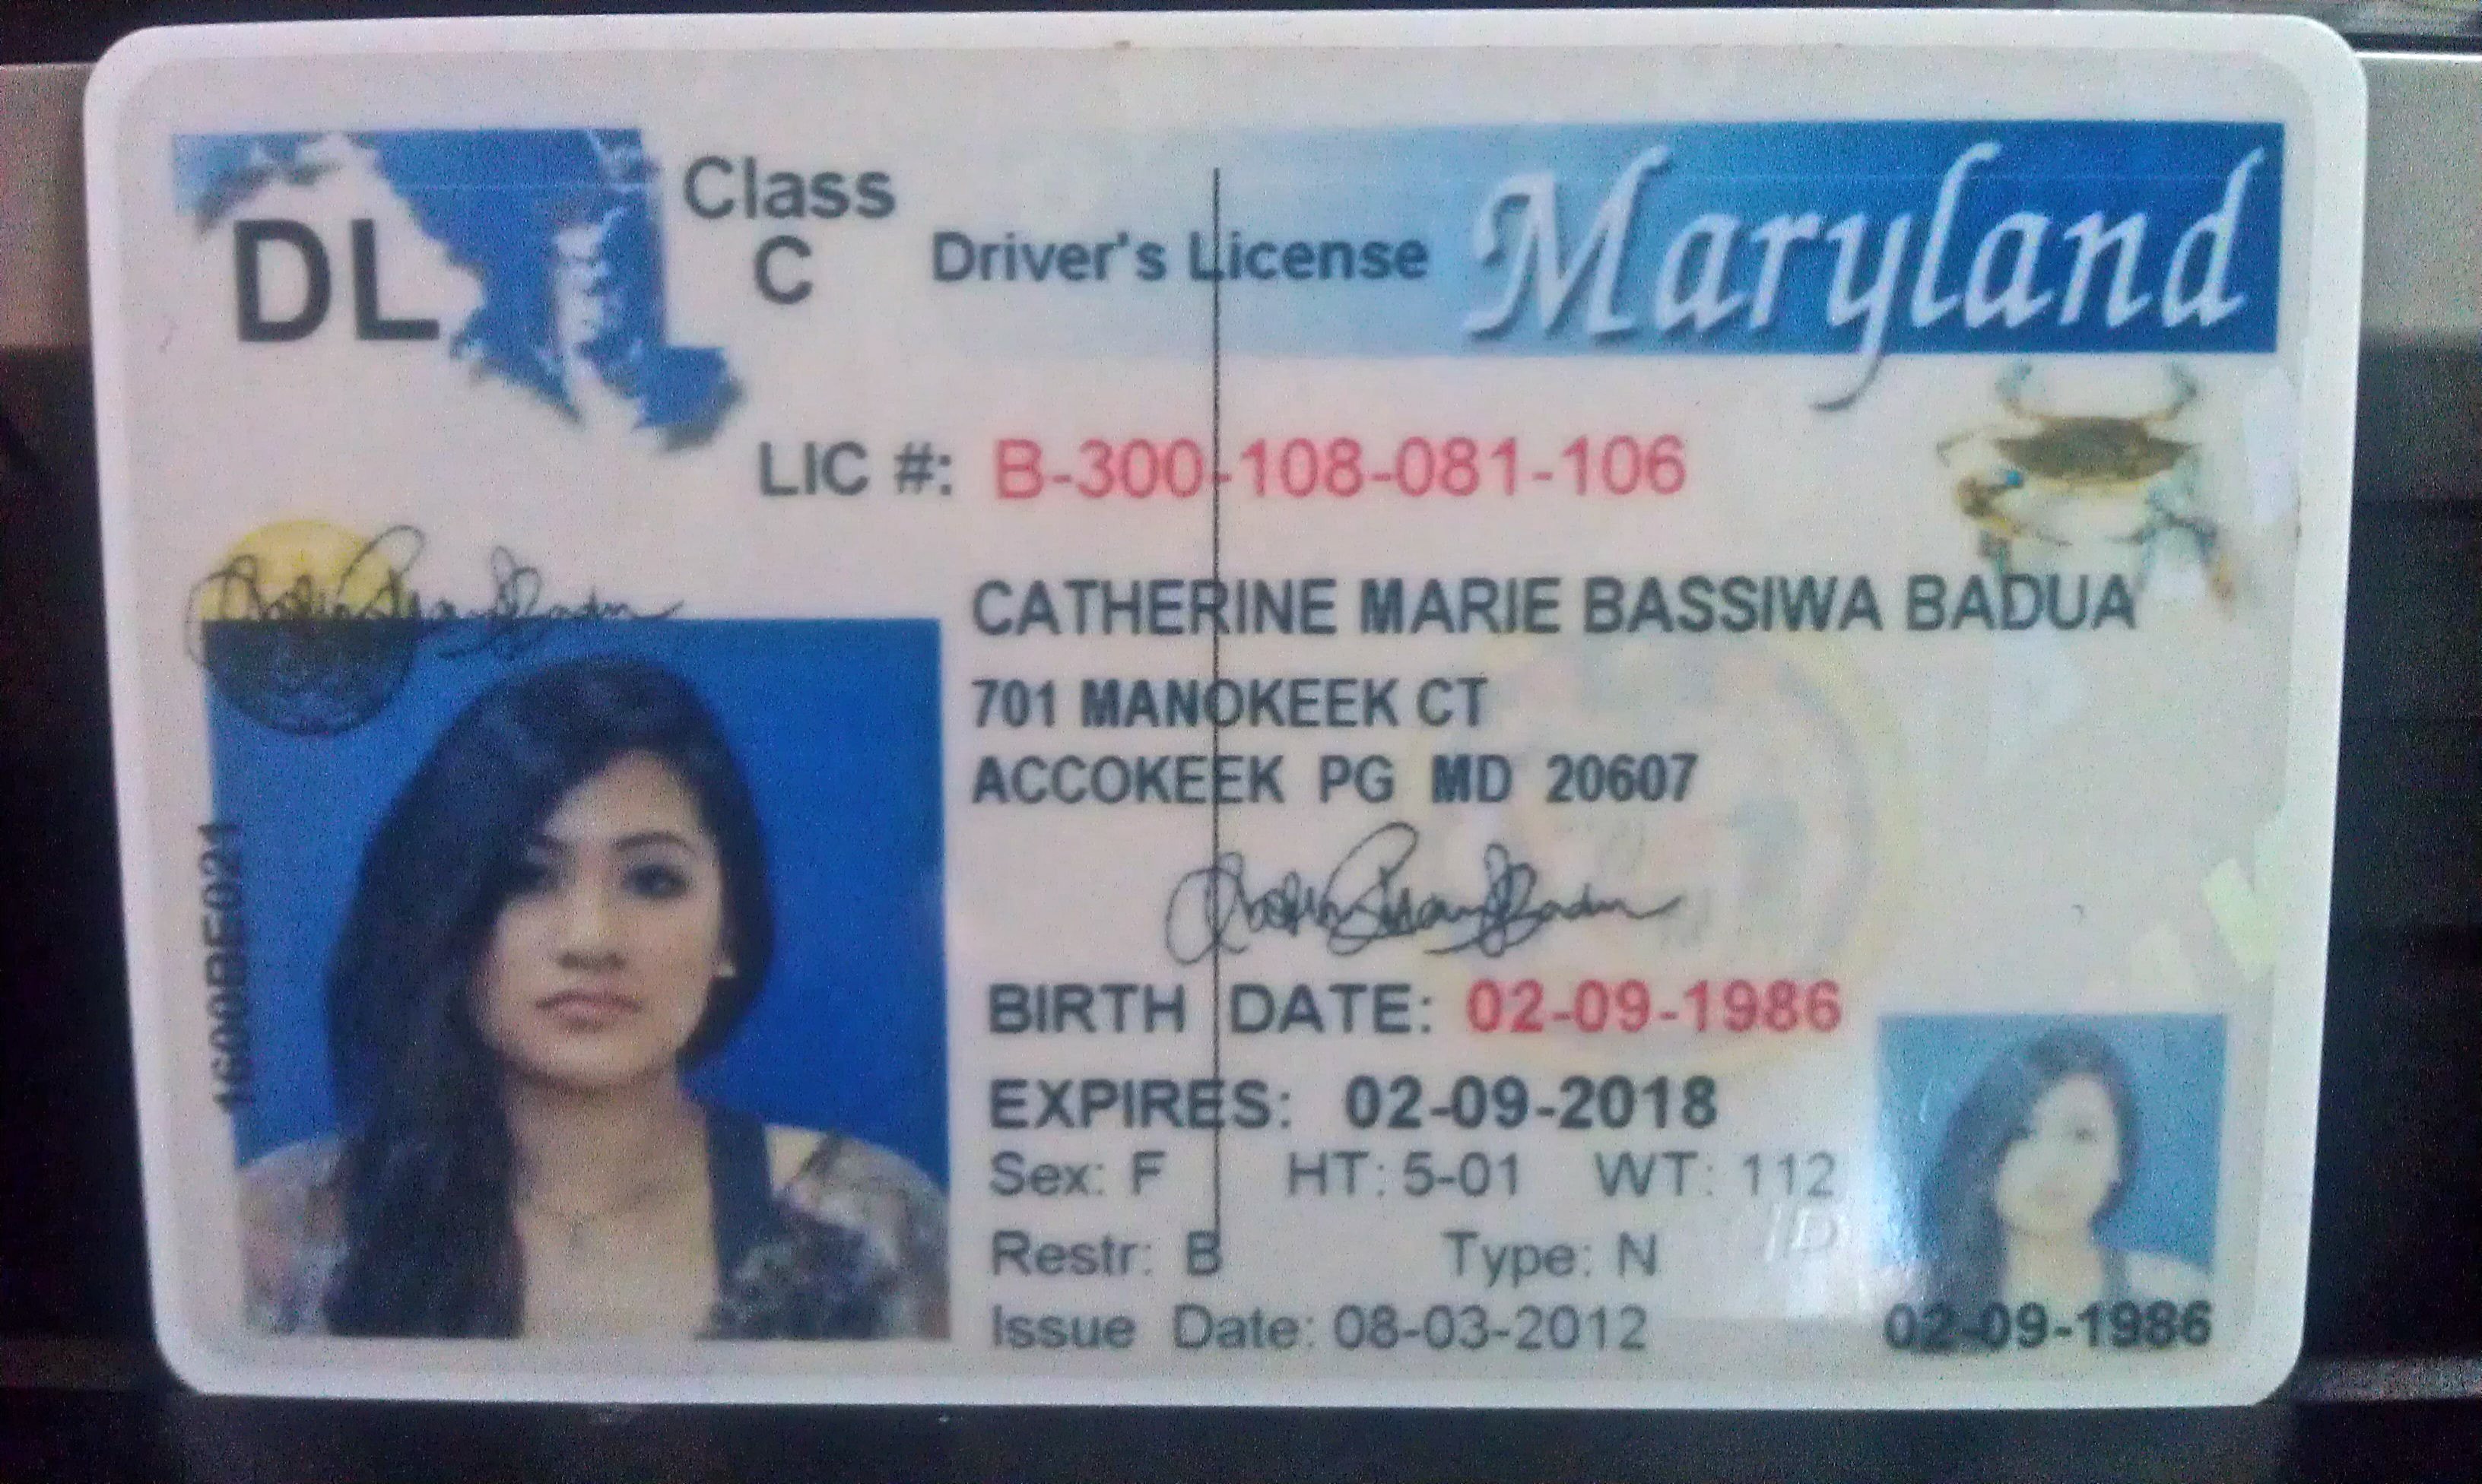 DL
Class
C
Driver's License
Maryland
LIC #: B-300-108-081-106
CATHERINE MARIE BASSIWA BADUA
701 MANOKEEK CT
ACCOKEEK PG MD 20607
BIRTH DATE: 02-09-1986
EXPIRES: 02-09-2018
Sex: F HT: 5-01 WT: 112
Restr: B Type: N
Issue Date: 08-03-2012
02-09-1986